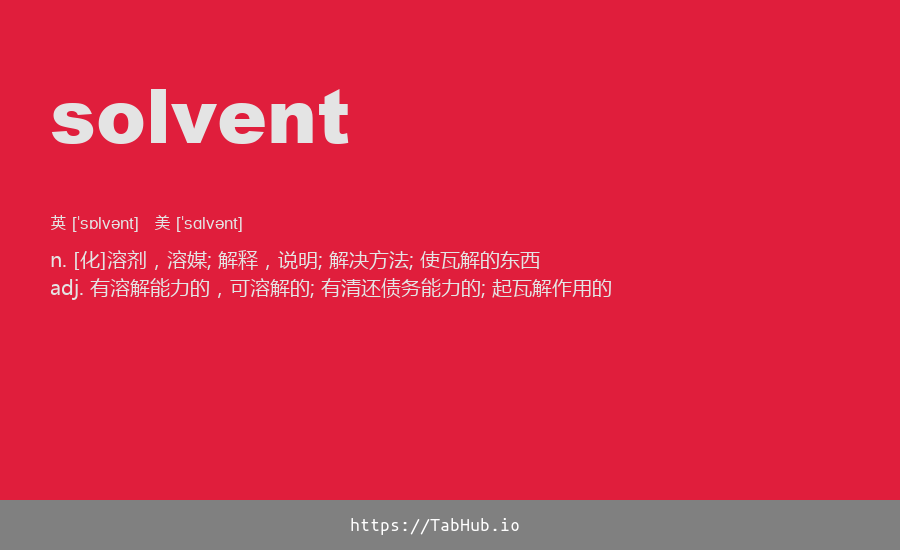 solvent
英 [ˈsɒlvənt] 美 [ˈsɑlvənt]
n. [化]溶剂，溶媒; 解释，说明; 解决方法; 使瓦解的东西
adj. 有溶解能力的，可溶解的; 有清还债务能力的; 起瓦解作用的
https://TabHub.io